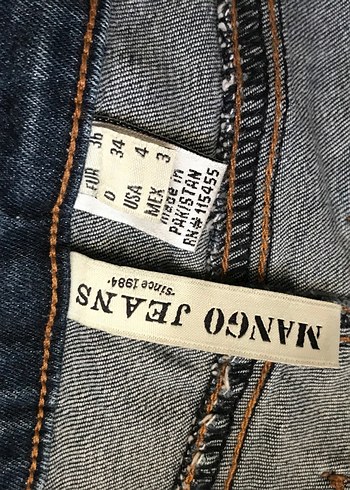 EUR 36
D 34
USA 4
MEX 3
made in
PAKISTAN
RN# 115455
MANGO JEANS
"since 1984"